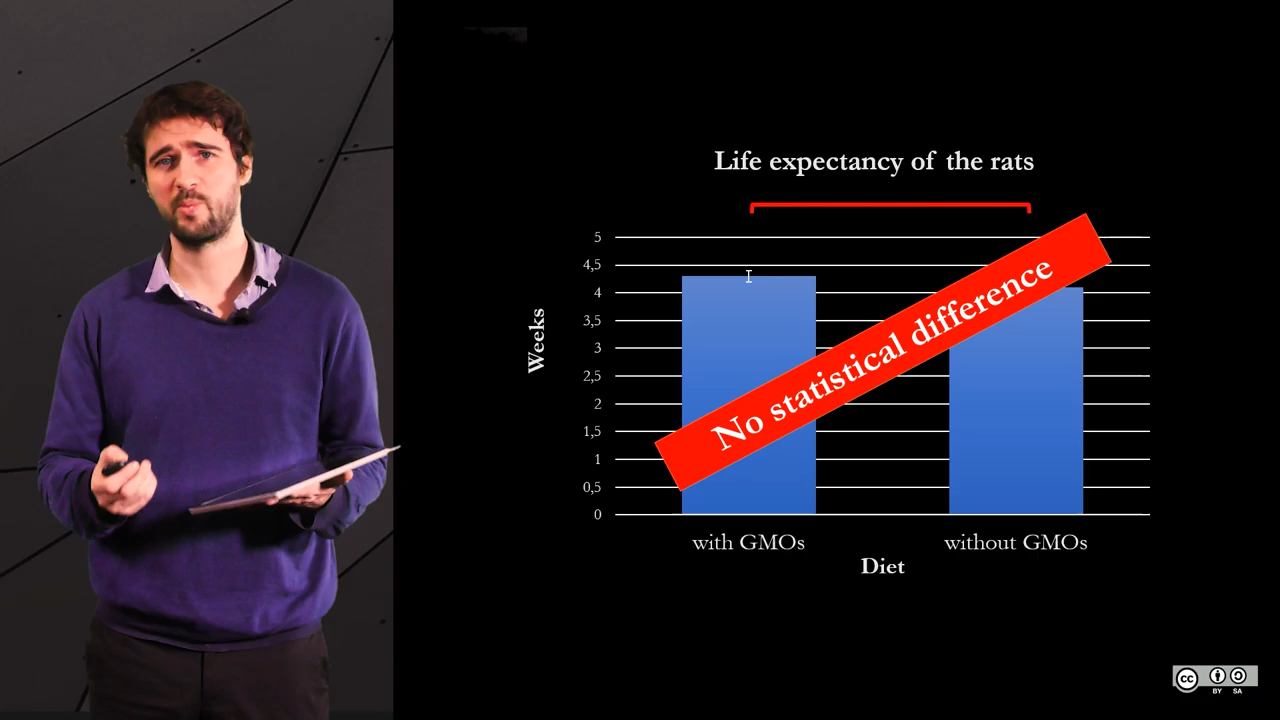 Life expectancy of the rats
5
4,5
4
3,5
3
2,5
2
1,5
1
0,5
0
Weeks
No statistical difference
with GMOs
without GMOs
Diet
cc
BY SA